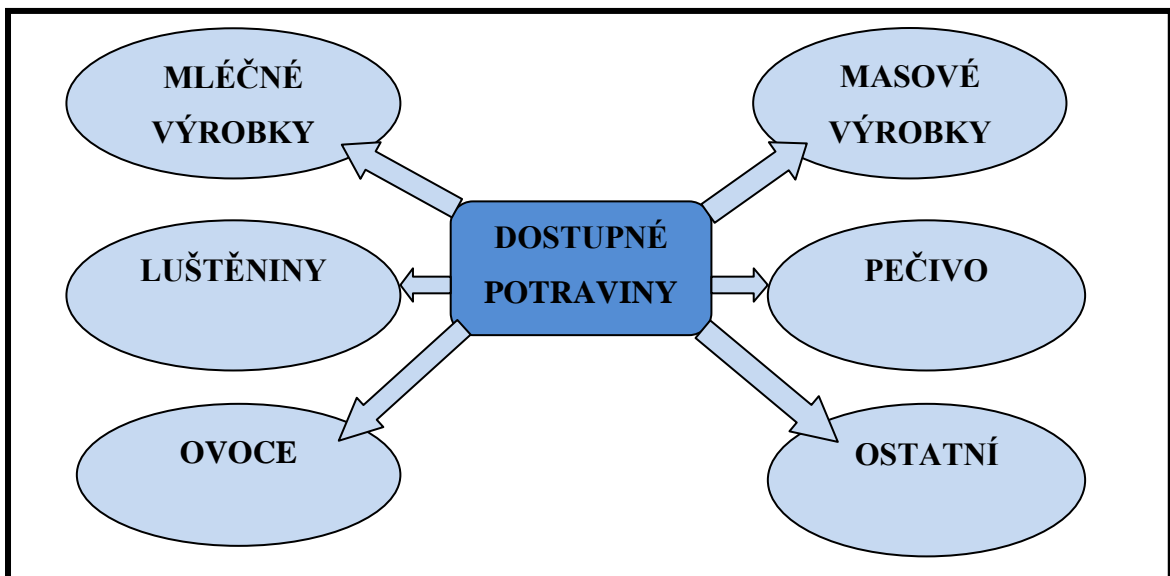 MLÉČNÉ
VÝROBKY
MASOVÉ
VÝROBKY
DOSTUPNÉ
POTRAVINY
LUŠTĚNINY
PEČIVO
OVOCE
OSTATNÍ